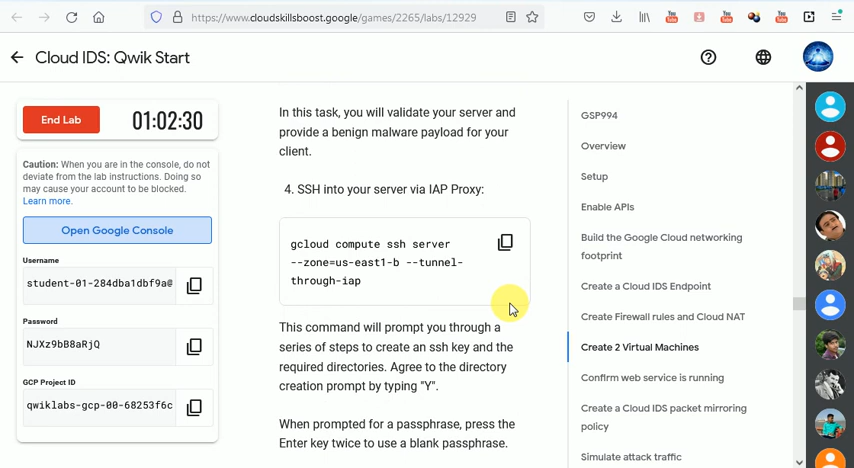 https://www.cloudskillsboost.google/games/2265/labs/12929
Cloud IDS: Qwik Start
End Lab
01:02:30
Caution: When you are in the console, do not
deviate from the lab instructions. Doing so
may cause your account to be blocked.
Learn more.
Open Google Console
Username
student-01-284dba1dbf9a@
Password
NJXz9bB8aRjQ
GCP Project ID
qwiklabs-gcp-00-68253f6c
In this task, you will validate your server and
provide a benign malware payload for your
client.
4. SSH into your server via IAP Proxy:
gcloud compute ssh server
--zone=us-east1-b --tunnel-
through-iap
This command will prompt you through a
series of steps to create an ssh key and the
required directories. Agree to the directory
creation prompt by typing "Y".
When prompted for a passphrase, press the
Enter key twice to use a blank passphrase.
GSP994
Overview
Setup
Enable APIs
Build the Google Cloud networking
footprint
Create a Cloud IDS Endpoint
Create Firewall rules and Cloud NAT
Create 2 Virtual Machines
Confirm web service is running
Create a Cloud IDS packet mirroring
policy
Simulate attack traffic